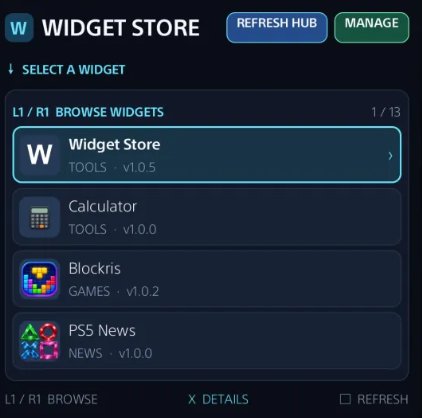 W WIDGET STORE REFRESH HUB MANAGE
↓ SELECT A WIDGET
L1 / R1 BROWSE WIDGETS 1 / 13
W Widget Store ›
TOOLS · v1.0.5
Calculator
TOOLS · v1.0.0
Blockris
GAMES · v1.0.2
PS5 News
NEWS · v1.0.0
L1 / R1 BROWSE X DETAILS □ REFRESH